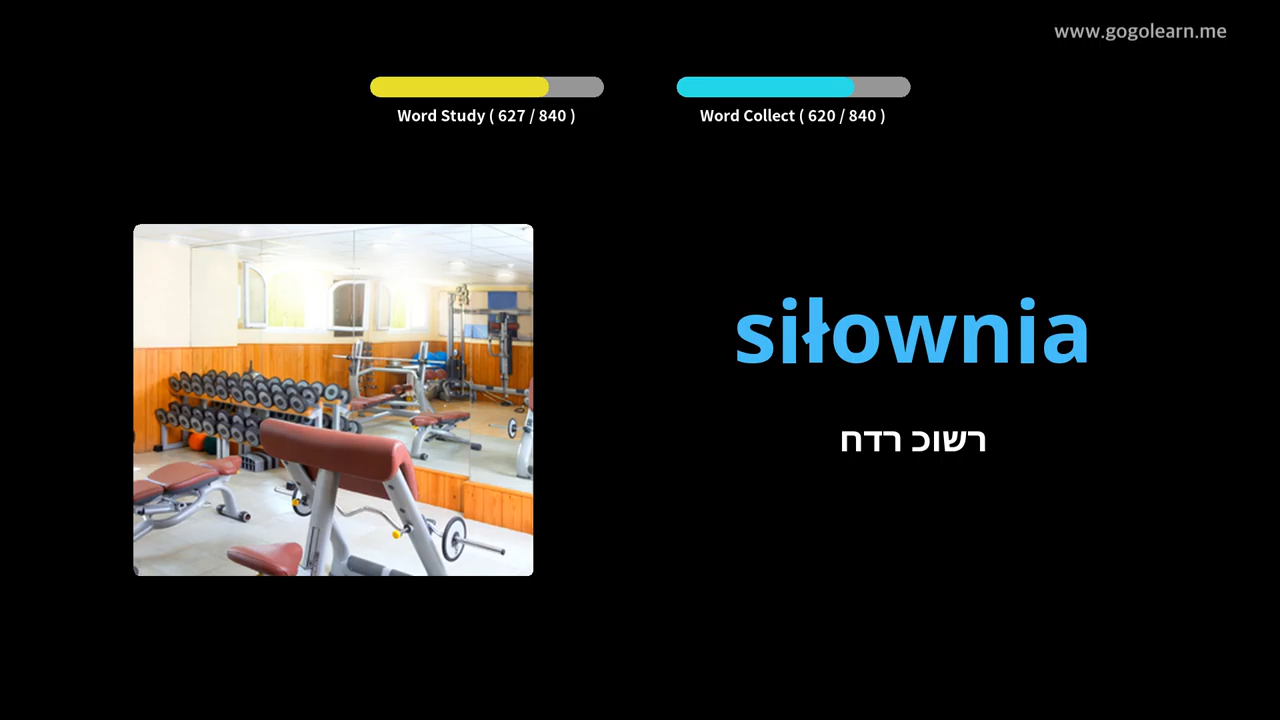 www.gogolearn.me
Word Study ( 627 / 840 )
Word Collect ( 620 / 840 )
siłownia
רשוכ רדח